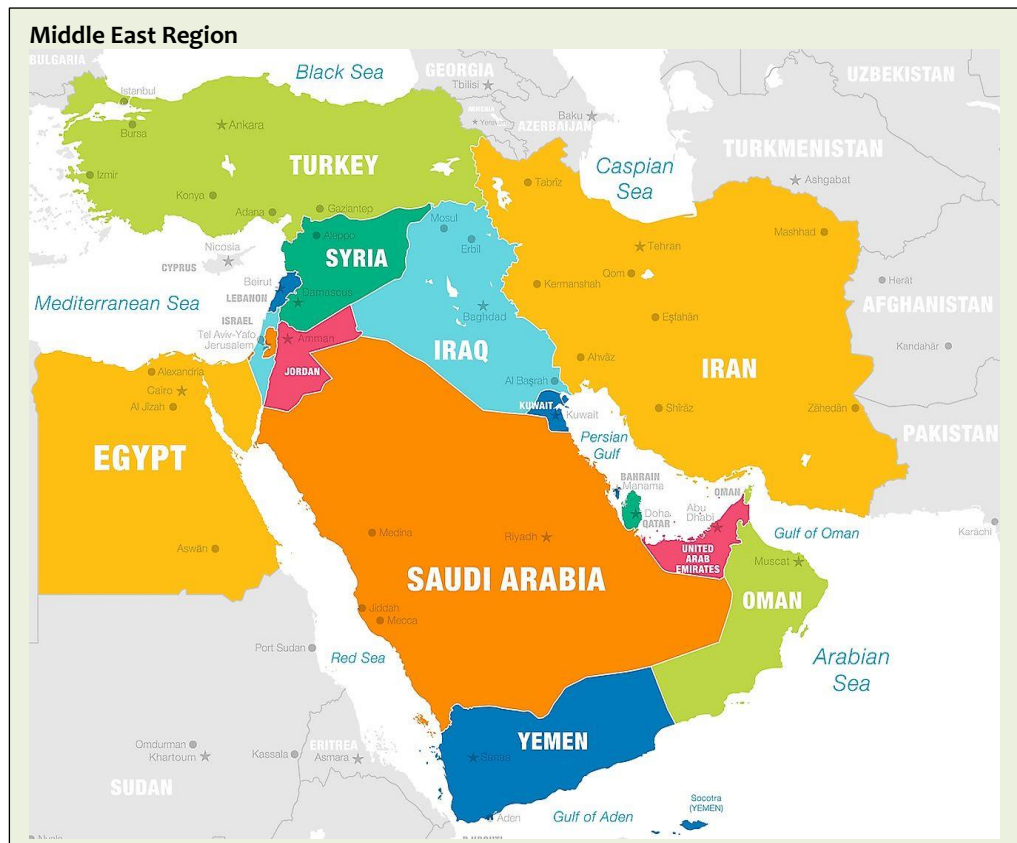 Middle East Region
BULGARIA
Black Sea
GEORGIA
Tbilisi
UZBEKISTAN
Istanbul
Bursa
Ankara
Yerevan
Baku
AZERBAIJAN
Caspian
Sea
TURKMENISTAN
Ashgabat
TURKEY
Izmir
Konya
Adana
Gaziantep
Tabrīz
Mosul
Erbil
Aleppo
SYRIA
Nicosia
CYPRUS
Tehran
Mashhad
Qom
Herāt
Kermanshah
Beirut
LEBANON
Damascus
Mediterranean Sea
AFGHANISTAN
Baghdad
Eşfahān
ISRAEL
Tel Aviv-Yafo
Jerusalem
Amman
IRAQ
Kandahār
JORDAN
Ahvāz
IRAN
Alexandria
Cairo
Al Jīzah
Al Başrah
KUWAIT
Kuwait
Shīrāz
Zāhedān
PAKISTAN
EGYPT
Persian
Gulf
BAHRAIN
Manama
OMAN
Doha
QATAR
Abu
Dhabi
Karāchi
Gulf of Oman
Medina
Riyadh
Aswān
UNITED
ARAB
EMIRATES
Muscat
SAUDI ARABIA
OMAN
Jiddah
Mecca
Port Sudan
Red Sea
Arabian
Sea
Omdurman
Khartoum
Kassala
ERITREA
Asmara
YEMEN
Sanaa
SUDAN
Socotra
(YEMEN)
Aden
Gulf of Aden